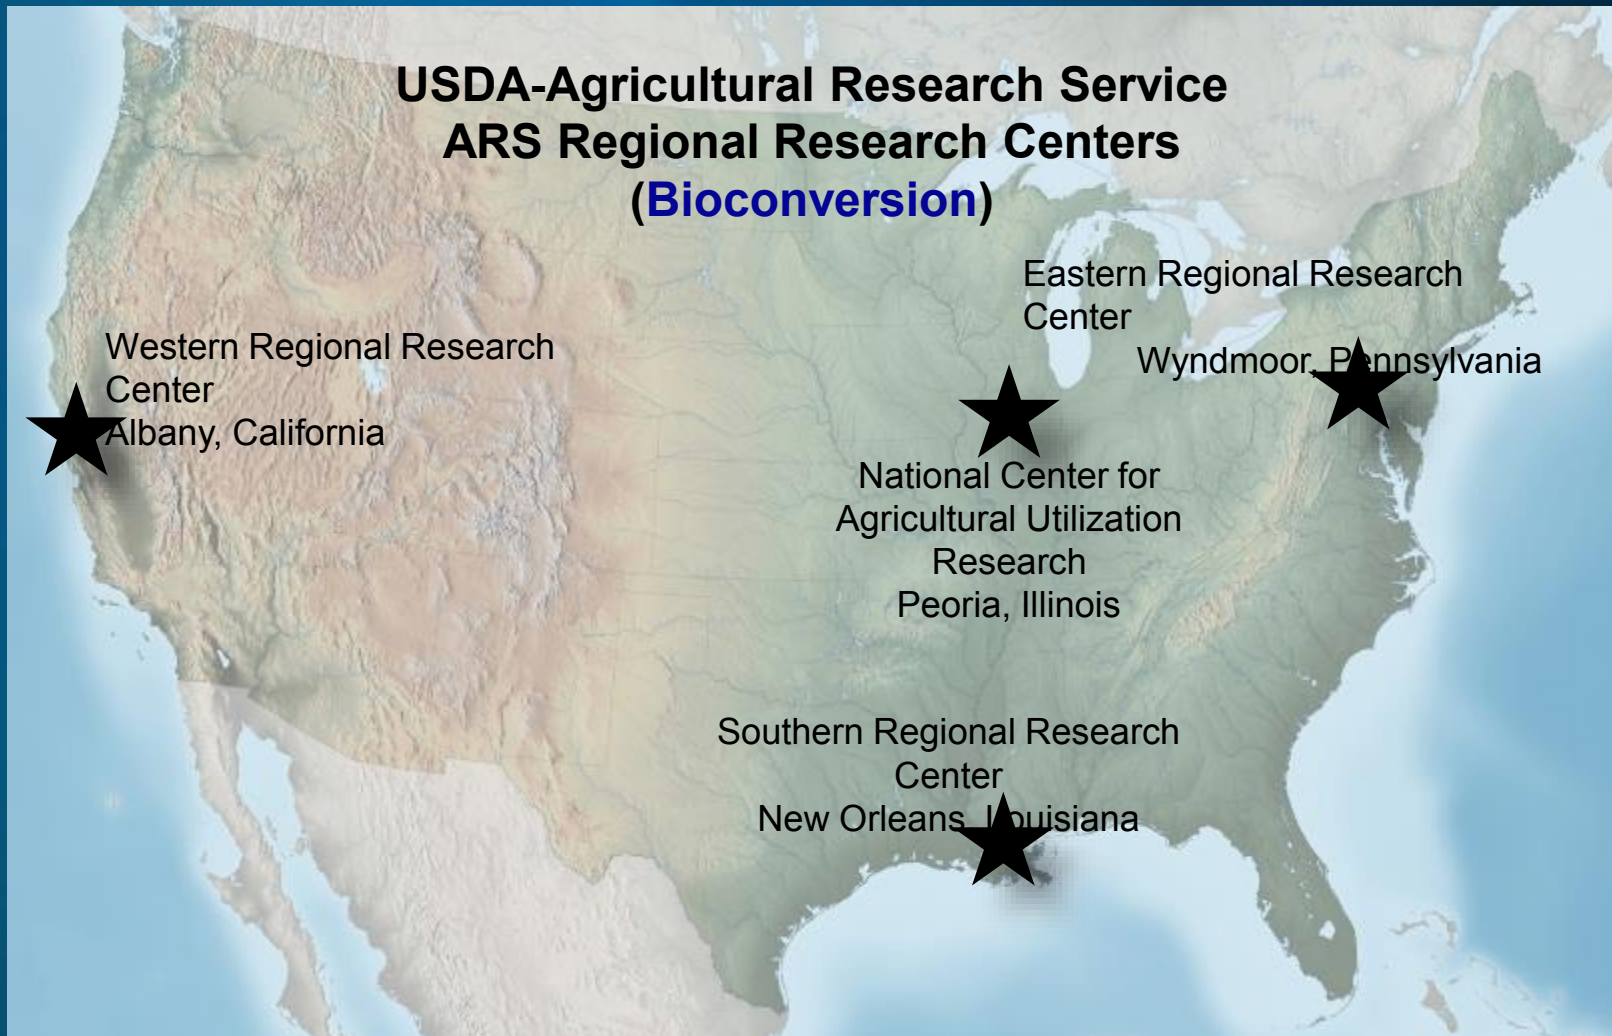 USDA-Agricultural Research Service
ARS Regional Research Centers
(Bioconversion)
Eastern Regional Research
Center
Wyndmoor, Pennsylvania
Western Regional Research
Center
Albany, California
National Center for
Agricultural Utilization
Research
Peoria, Illinois
Southern Regional Research
Center
New Orleans, Louisiana